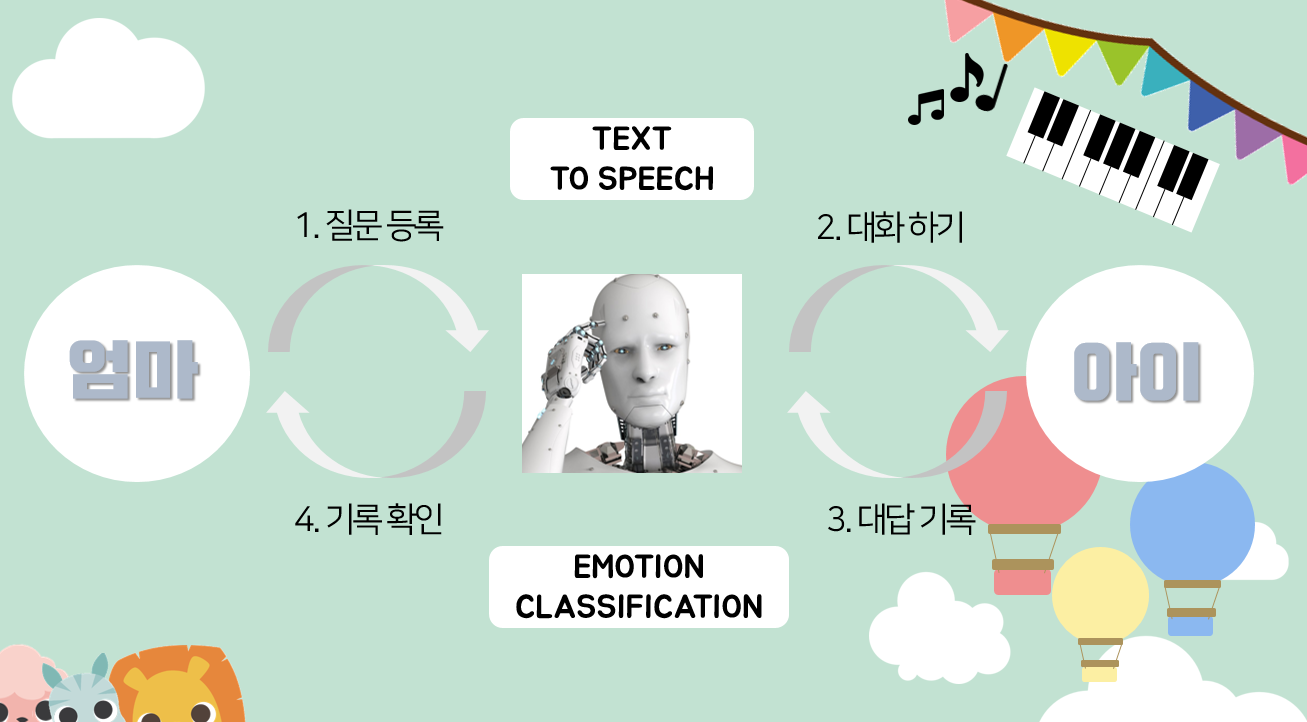 TEXT
TO SPEECH
1. 질문 등록
2. 대화 하기
엄마
아이
4. 기록 확인
3. 대답 기록
EMOTION
CLASSIFICATION